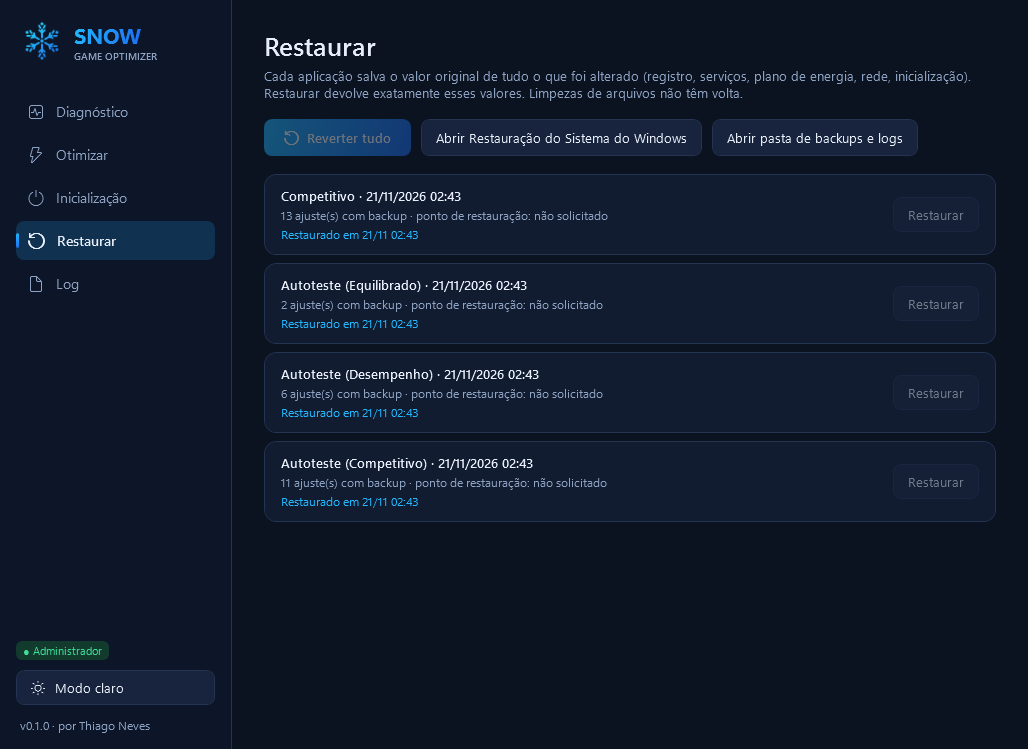 SNOW
GAME OPTIMIZER
Diagnóstico
Otimizar
Inicialização
Restaurar
Log
● Administrador
Modo claro
v0.1.0 · por Thiago Neves
Restaurar
Cada aplicação salva o valor original de tudo o que foi alterado (registro, serviços, plano de energia, rede, inicialização).
Restaurar devolve exatamente esses valores. Limpezas de arquivos não têm volta.
Reverter tudo
Abrir Restauração do Sistema do Windows
Abrir pasta de backups e logs
Competitivo · 21/11/2026 02:43
13 ajuste(s) com backup · ponto de restauração: não solicitado
Restaurado em 21/11 02:43
Restaurar
Autoteste (Equilibrado) · 21/11/2026 02:43
2 ajuste(s) com backup · ponto de restauração: não solicitado
Restaurado em 21/11 02:43
Restaurar
Autoteste (Desempenho) · 21/11/2026 02:43
6 ajuste(s) com backup · ponto de restauração: não solicitado
Restaurado em 21/11 02:43
Restaurar
Autoteste (Competitivo) · 21/11/2026 02:43
11 ajuste(s) com backup · ponto de restauração: não solicitado
Restaurado em 21/11 02:43
Restaurar